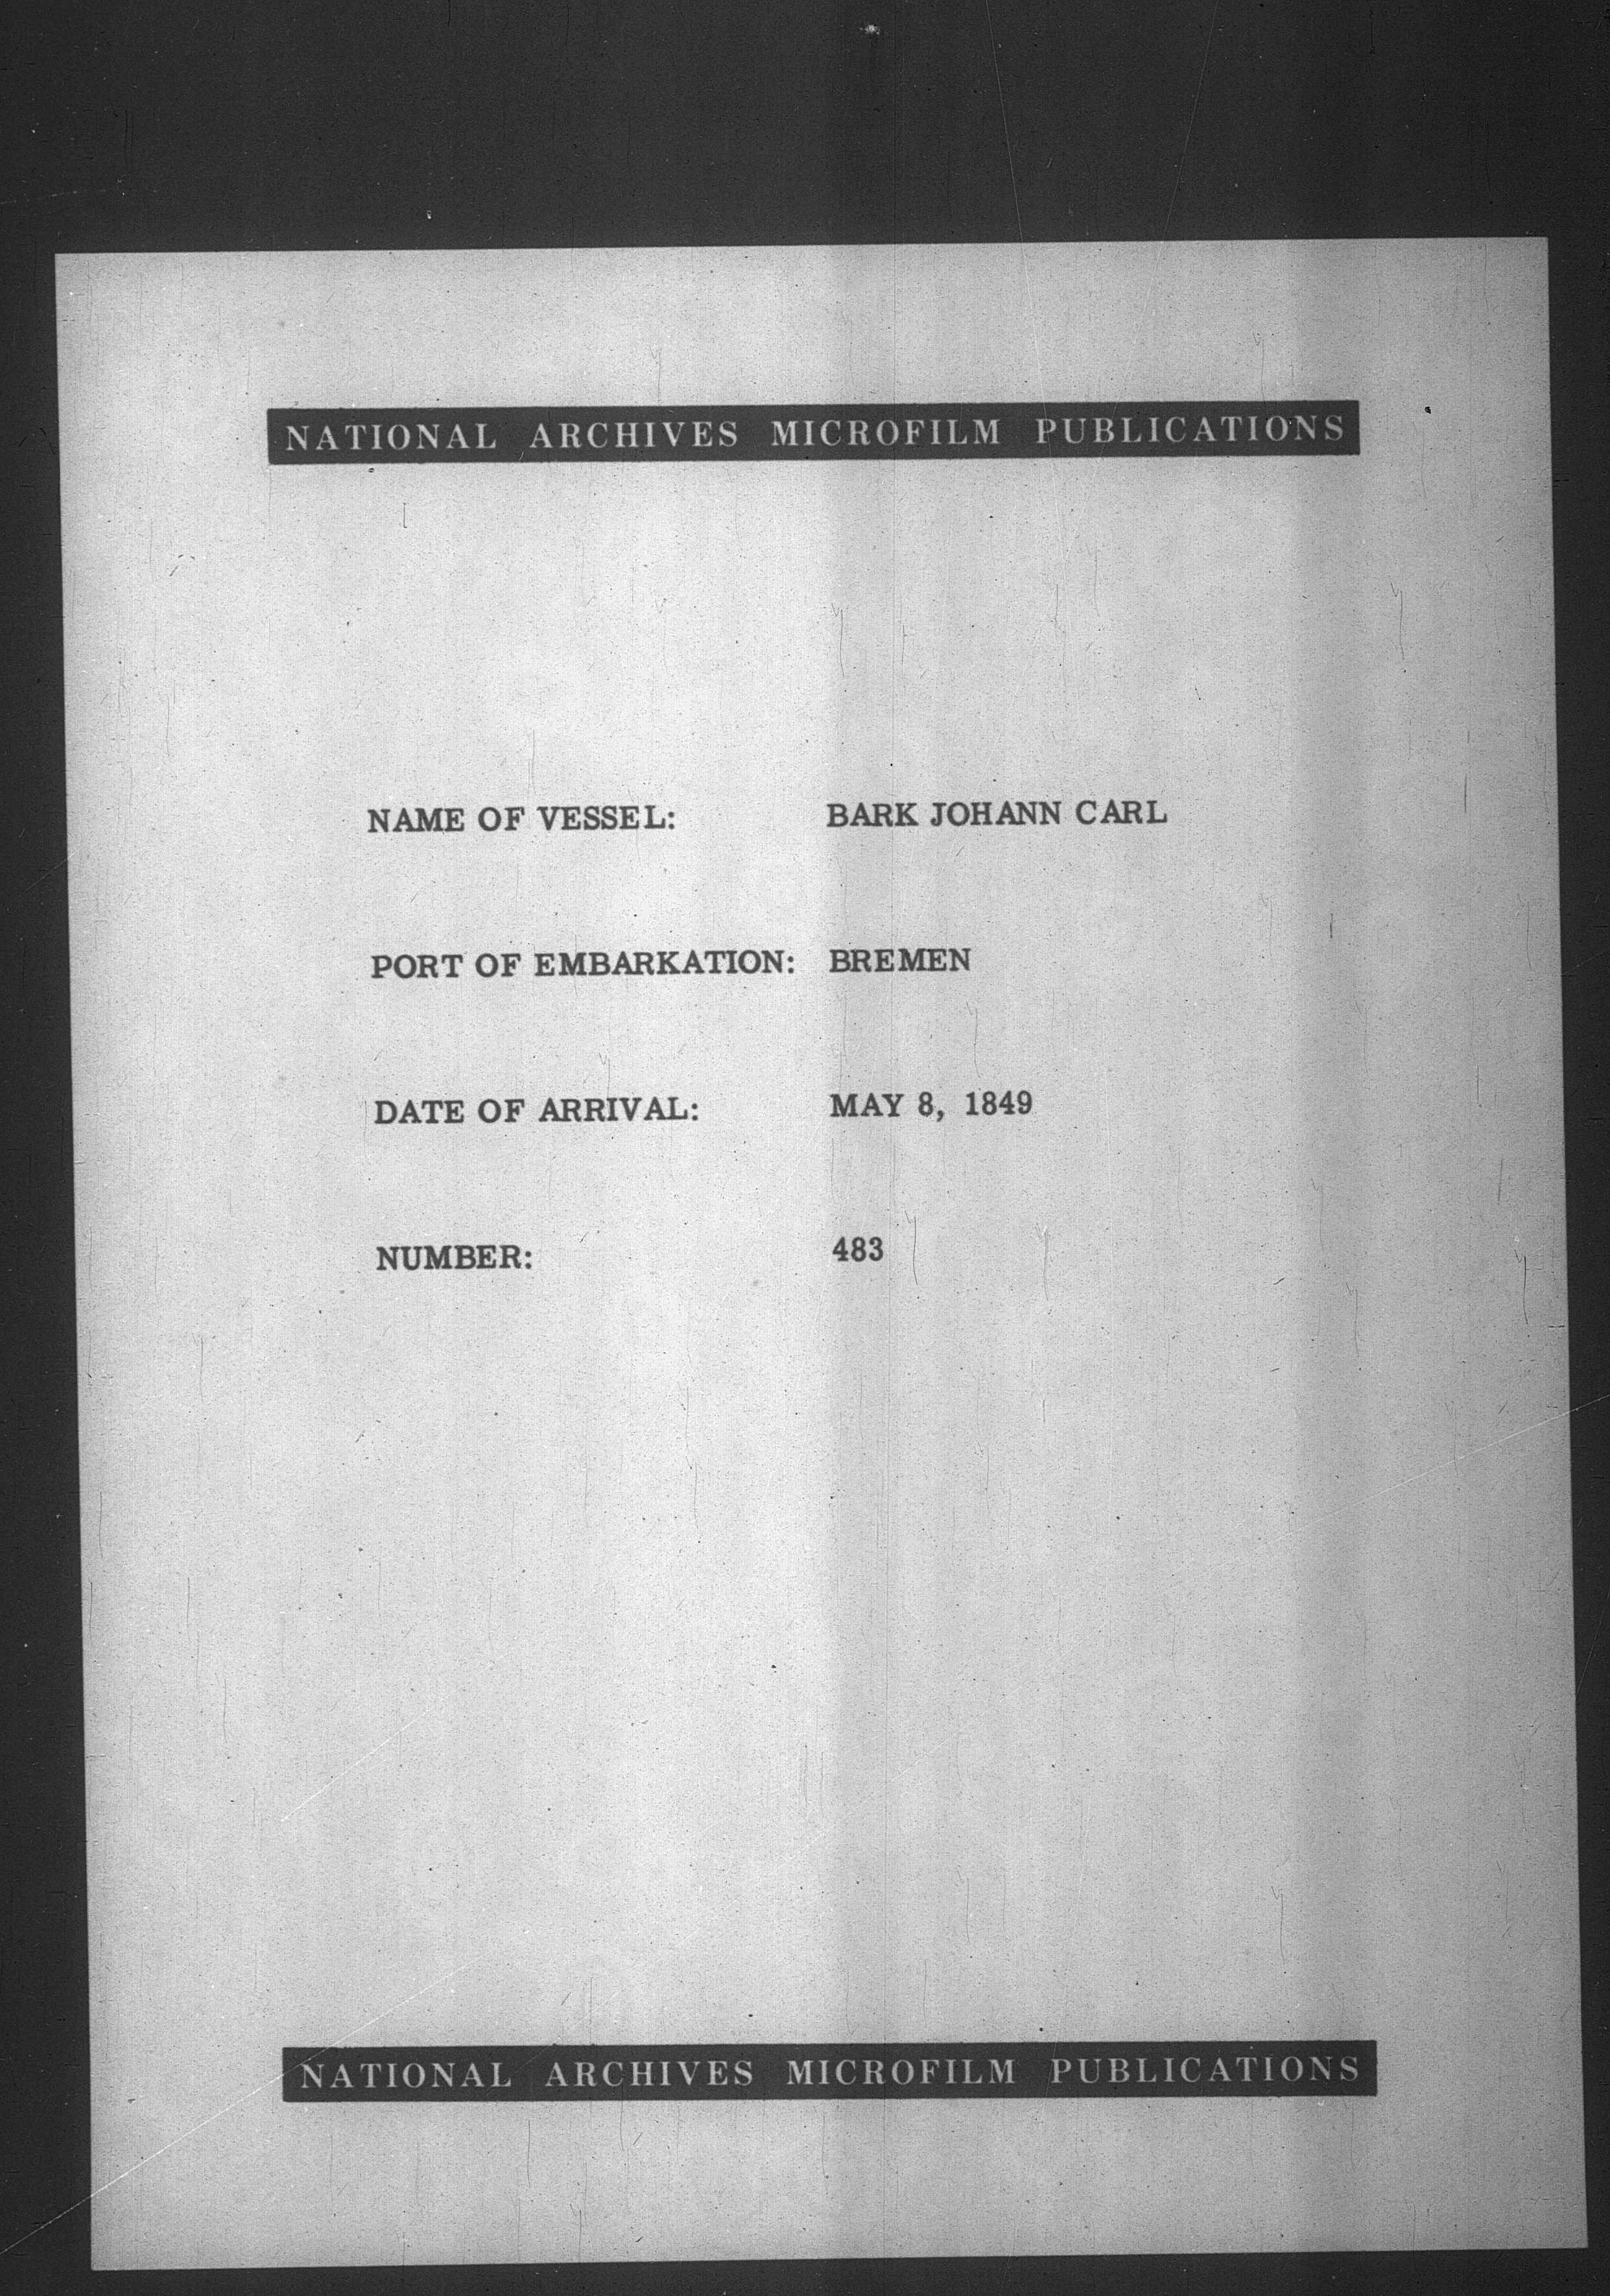 NATIONAL ARCHIVES MICROFILM PUBLICATIONS
NAME OF VESSEL: BARK JOHANN CARL
PORT OF EMBARKATION: BREMEN
DATE OF ARRIVAL: MAY 8, 1849
NUMBER: 483
NATIONAL ARCHIVES MICROFILM PUBLICATIONS